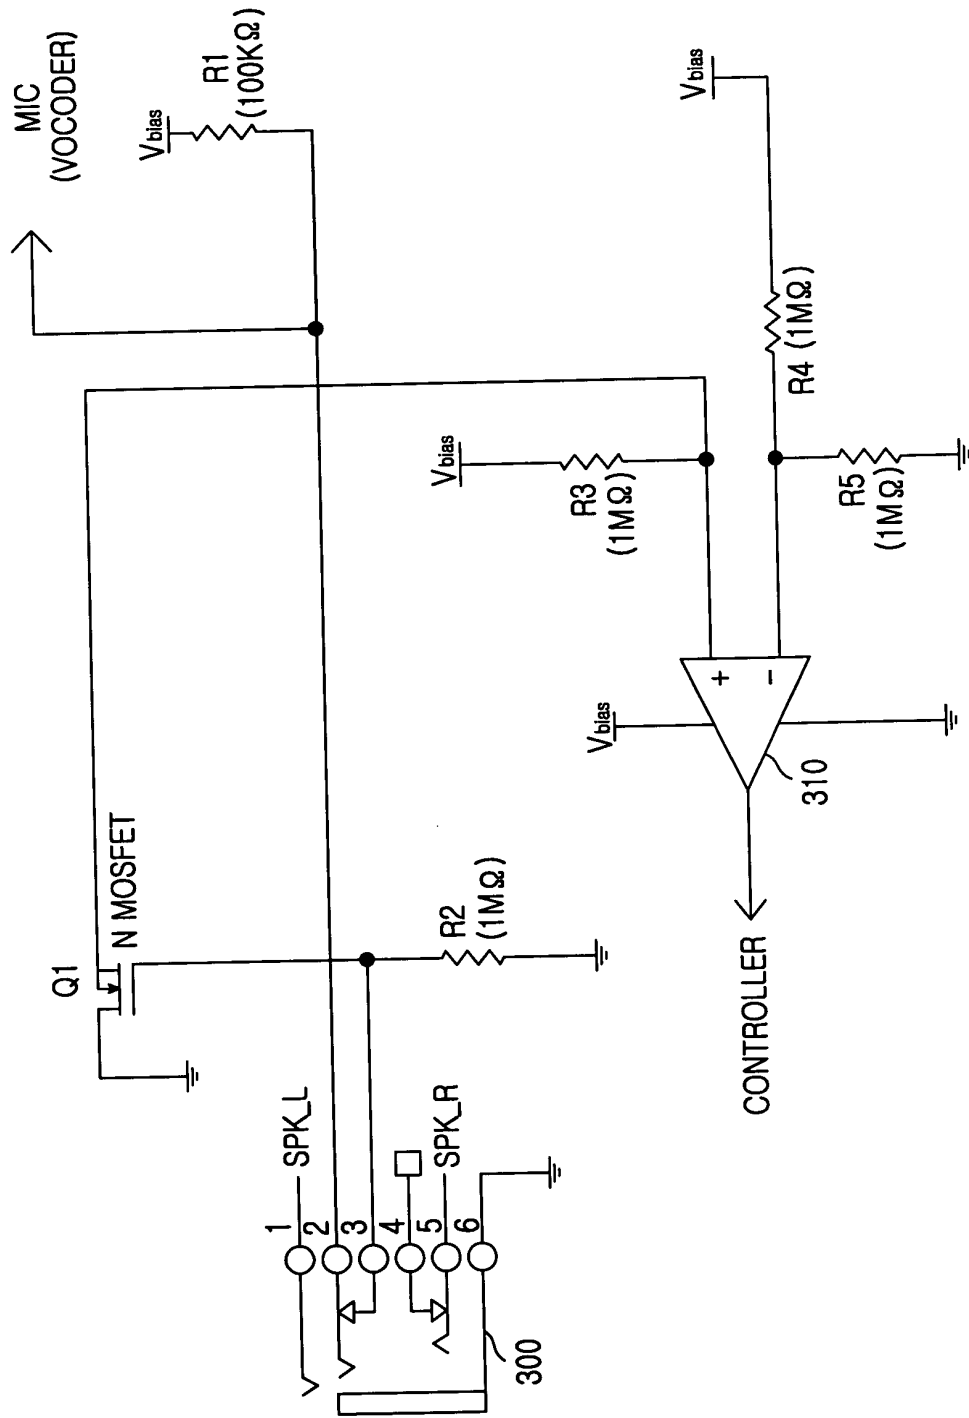 MIC
(VOCODER)
Vbias
R1
(100KΩ)
Q1
N MOSFET
SPK_L
1
2
3
4
5
6
SPK_R
300
R2
(1MΩ)
Vbias
R3
(1MΩ)
Vbias
R4 (1MΩ)
R5
(1MΩ)
Vbias
+
−
310
CONTROLLER